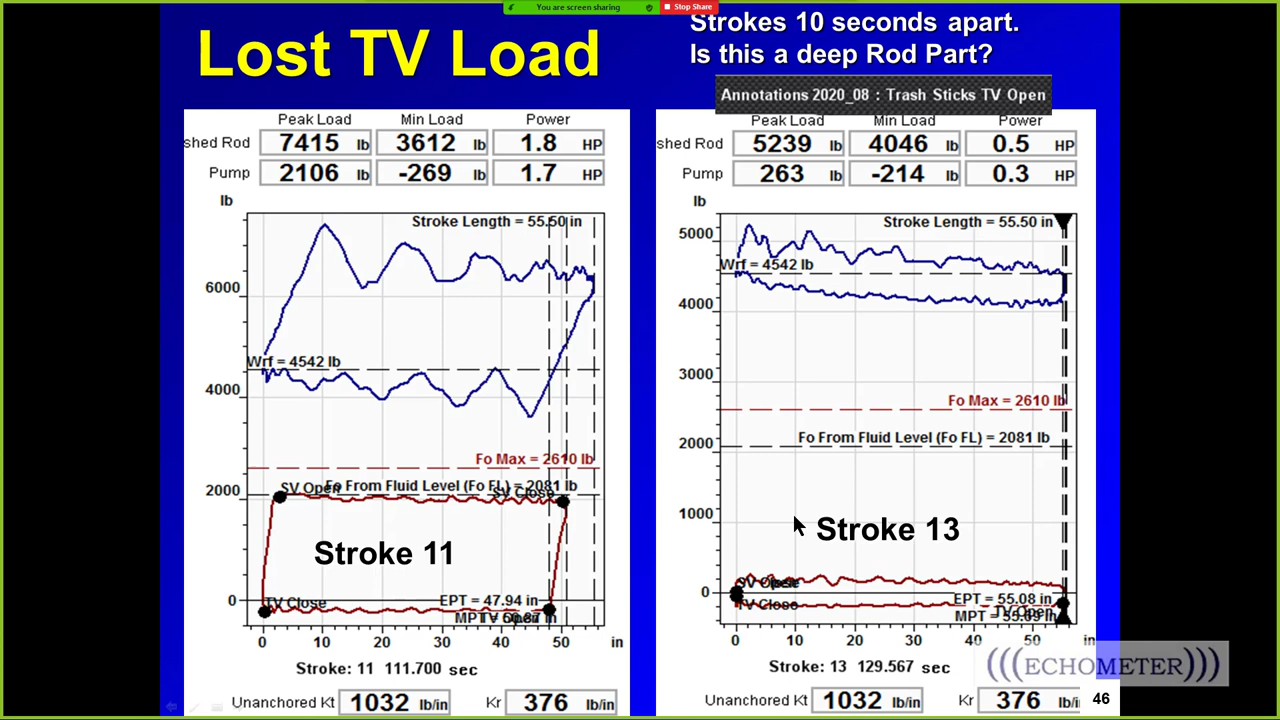 You are screen sharing
Stop Share
Lost TV Load
Strokes 10 seconds apart.
Is this a deep Rod Part?
Annotations 2020_08 : Trash Sticks TV Open
Peak Load Min Load Power
shed Rod 7415 lb 3612 lb 1.8 HP
Pump 2106 lb -269 lb 1.7 HP
lb
Stroke Length = 55.50 in
6000
Wrf = 4542 lb
4000
Fo Max = 2610 lb
2000
SV Open
Fo From Fluid Level (Fo FL) = 2081 lb
SV Close
Stroke 11
0
TV Close
EPT = 47.94 in
TV Open
0 10 20 30 40 50 in
Stroke: 11 111.700 sec
Unanchored Kt 1032 lb/in Kr 376 lb/in
Peak Load Min Load Power
shed Rod 5239 lb 4046 lb 0.5 HP
Pump 263 lb -214 lb 0.3 HP
lb
Stroke Length = 55.50 in
5000
Wrf = 4542 lb
4000
3000
Fo Max = 2610 lb
2000
Fo From Fluid Level (Fo FL) = 2081 lb
1000
Stroke 13
0
TV Close
EPT = 55.08 in
TV Open
0 10 20 30 40 50 in
Stroke: 13 129.567 sec
(((ECHOMETER)))
Unanchored Kt 1032 lb/in Kr 376 lb/in
46